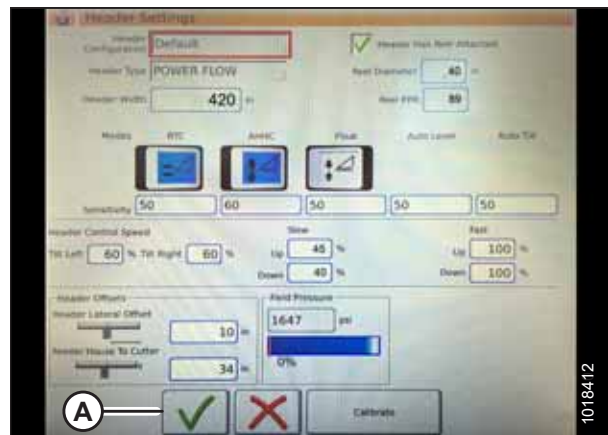 Header Settings
Header Configuration Default
Header Has Reel Attached
Header Type POWER FLOW
Reel Diameter 40 in
Header Width 420 in
Reel PPR 89
Modes RTC AHHC Float Auto Level Auto Tilt
Sensitivity 50 60 50 50 50
Header Control Speed
Slow
Fast
Tilt Left 60 % Tilt Right 60 % Up 46 % Up 100 %
Down 40 % Down 100 %
Header Offsets
Field Pressure
Header Lateral Offset
10 in
1647 psi
Feeder House To Cutter
34 in
0%
A
Calibrate
1018412